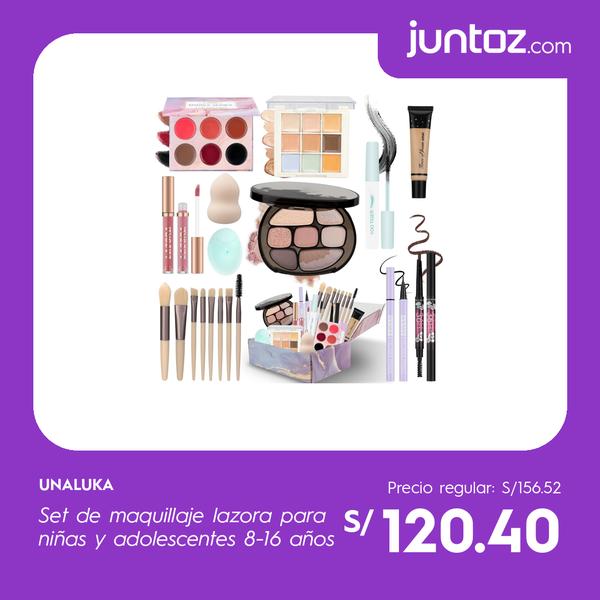 juntoz.com
UNALUKA
Set de maquillaje lazora para
niñas y adolescentes 8-16 años
Precio regular: S/156.52
S/120.40